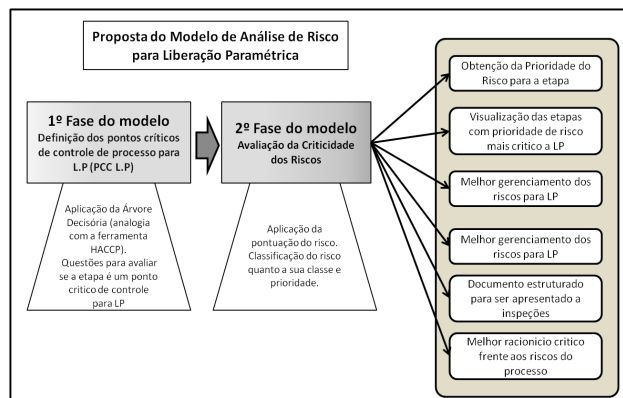 Proposta do Modelo de Análise de Risco
para Liberação Paramétrica
1º Fase do modelo
Definição dos pontos críticos
de controle de processo para
L.P (PCC L.P)
Aplicação da Árvore
Decisória (analogia
com a ferramenta
HACCP).
Questões para avaliar
se a etapa é um ponto
critico de controle
para LP
2º Fase do modelo
Avaliação da Criticidade
dos Riscos
Aplicação da
pontuação do risco.
Classificação do risco
quanto a sua classe e
prioridade.
Obtenção da Prioridade do
Risco para a etapa
Visualização das etapas
com prioridade de risco
mais critico a LP
Melhor gerenciamento dos
riscos para LP
Melhor gerenciamento dos
riscos para LP
Documento estruturado
para ser apresentado a
inspeções
Melhor racionicio critico
frente aos riscos do
processo